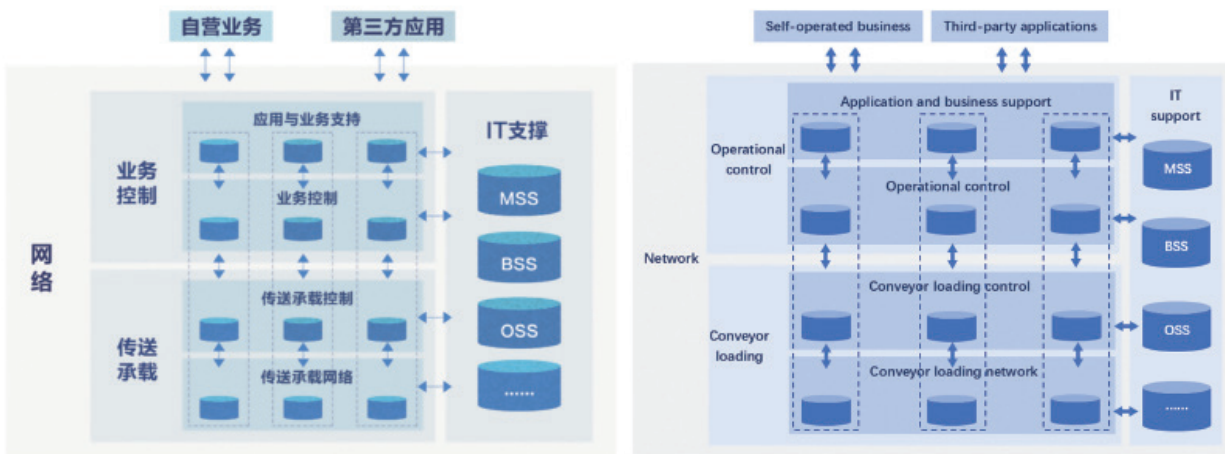 自营业务
第三方应用
应用与业务支持
IT支撑
业务
控制
MSS
业务控制
BSS
网
络
传送承载控制
OSS
传送
承载
传送承载网络
......
Self-operated business
Third-party applications
Application and business support
IT
support
Operational
control
MSS
Operational control
BSS
Network
Conveyor loading control
Conveyor
loading
OSS
Conveyor loading network
......